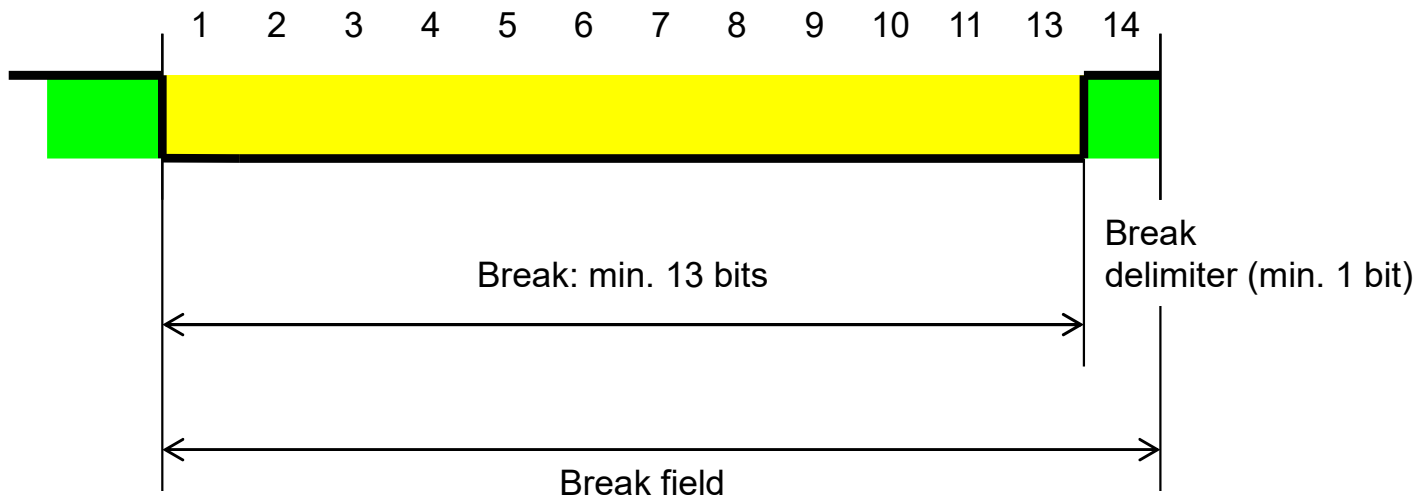 1 2 3 4 5 6 7 8 9 10 11 13 14
Break
delimiter (min. 1 bit)
Break: min. 13 bits
Break field